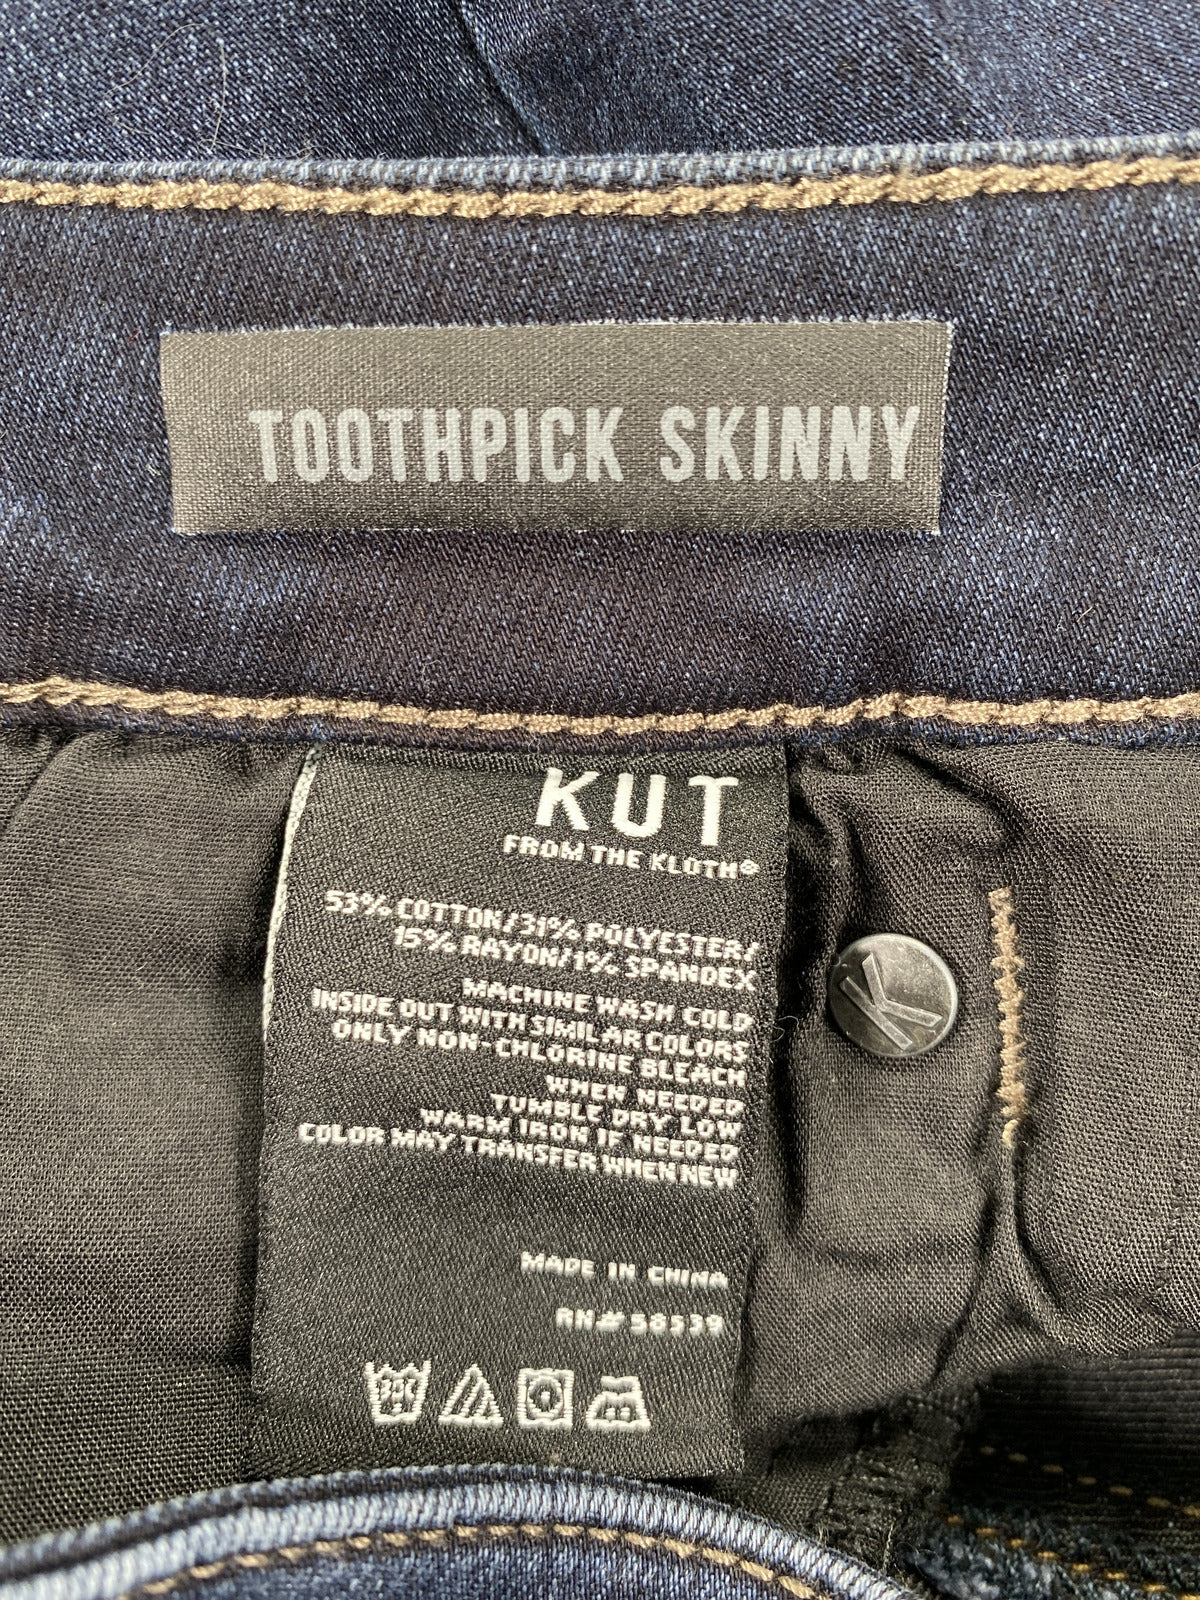 TOOTHPICK SKINNY
KUT
FROM THE KLOTH®
53% COTTON/31% POLYESTER/
15% RAYON/1% SPANDEX
MACHINE WASH COLD
INSIDE OUT WITH SIMILAR COLORS
ONLY NON-CHLORINE BLEACH
WHEN NEEDED
TUMBLE DRY LOW
WARM IRON IF NEEDED
COLOR MAY TRANSFER WHEN NEW
MADE IN CHINA
RN# 58539
K